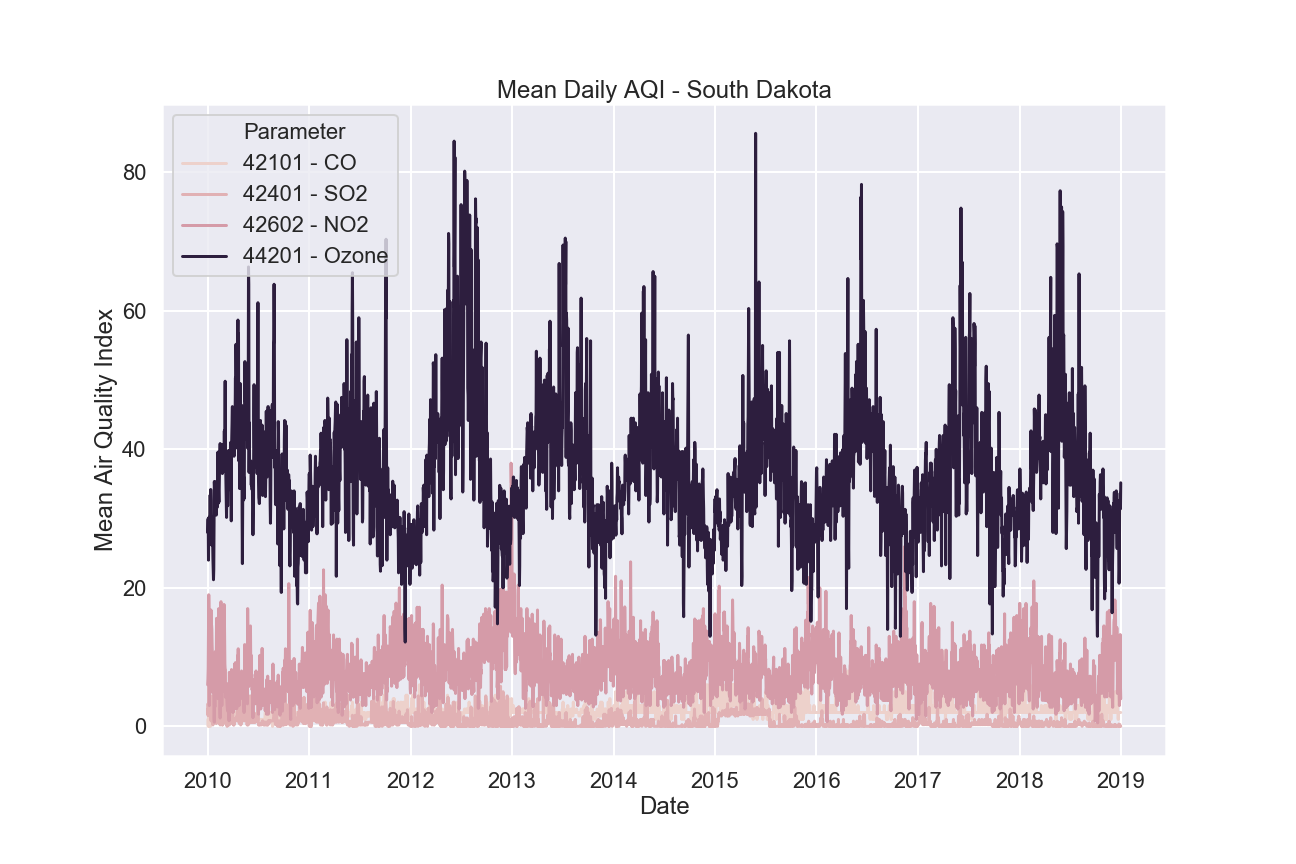 Mean Daily AQI - South Dakota
Parameter
42101 - CO
42401 - SO2
42602 - NO2
44201 - Ozone
Mean Air Quality Index
80
60
40
20
0
2010 2011 2012 2013 2014 2015 2016 2017 2018 2019
Date